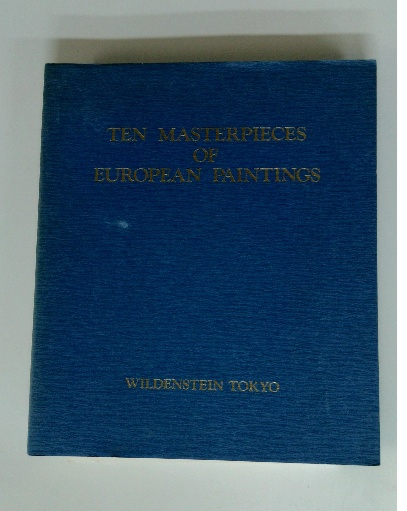 TEN MASTERPIECES
OF
EUROPEAN PAINTINGS
WILDENSTEIN TOKYO